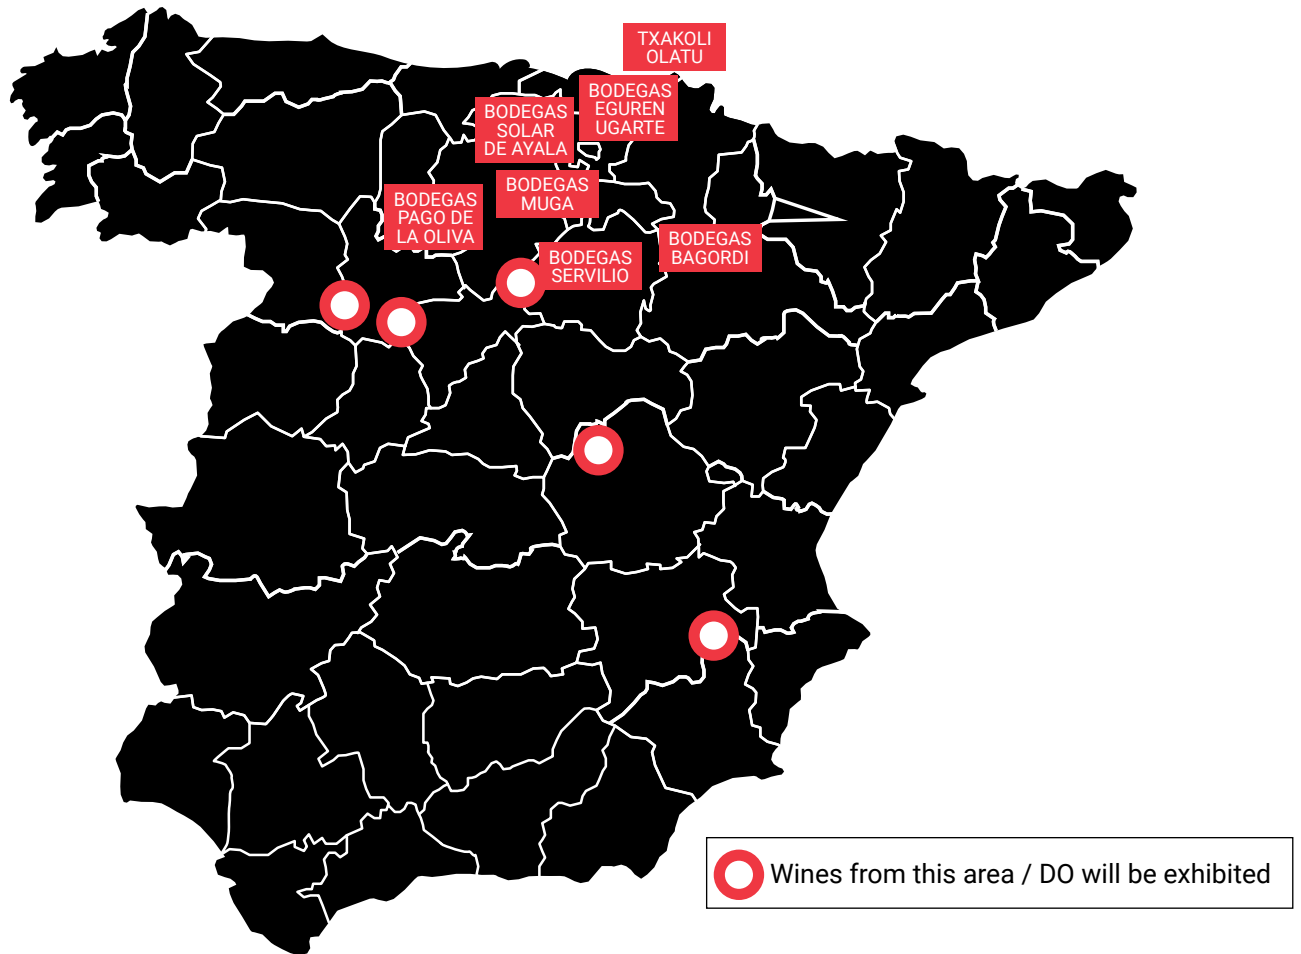 TXAKOLI
OLATU
BODEGAS
EGUREN
UGARTE
BODEGAS
SOLAR
DE AYALA
BODEGAS
MUGA
BODEGAS
PAGO DE
LA OLIVA
BODEGAS
BAGORDI
BODEGAS
SERVILIO
Wines from this area / DO will be exhibited